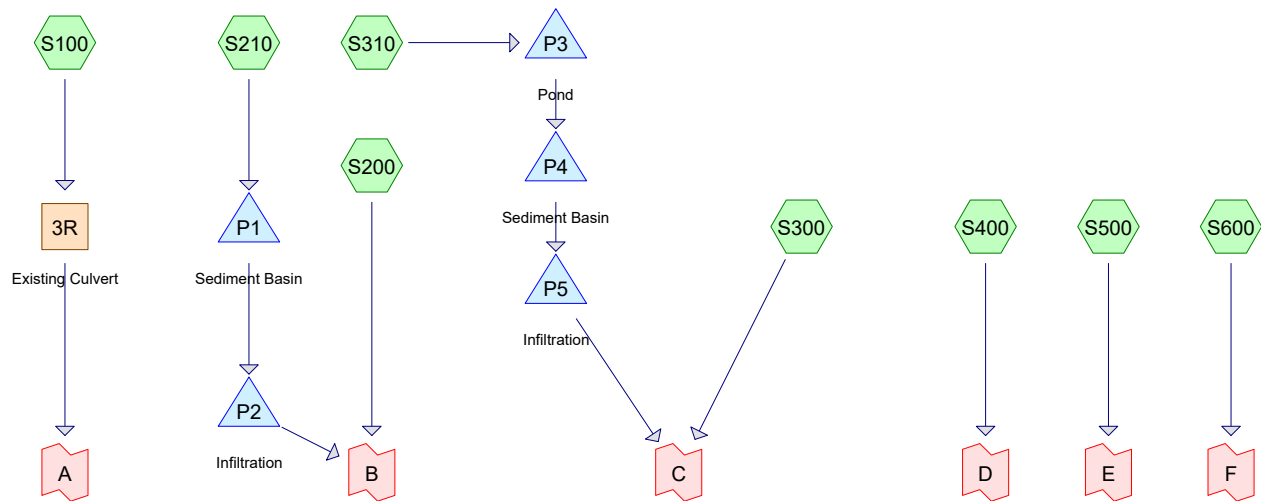 S100
S210
S310
P3
Pond
S200
P4
3R
P1
Sediment Basin
S300
S400
S500
S600
Existing Culvert
Sediment Basin
P5
Infiltration
P2
Infiltration
A
B
C
D
E
F